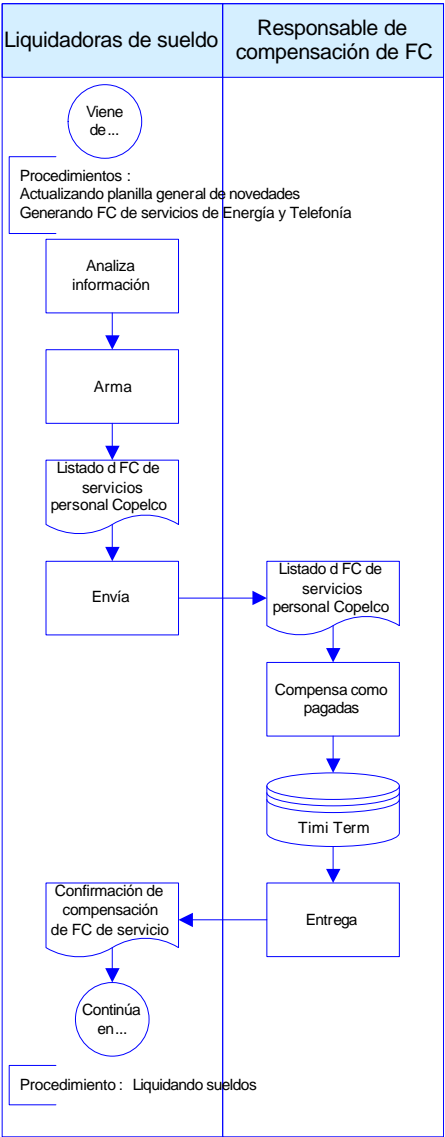 Liquidadoras de sueldo
Responsable de
compensación de FC
Viene
de...
Procedimientos :
Actualizando planilla general de novedades
Generando FC de servicios de Energía y Telefonía
Analiza
información
Arma
Listado d FC de
servicios
personal Copelco
Envía
Listado d FC de
servicios
personal Copelco
Compensa como
pagadas
Timi Term
Entrega
Confirmación de
compensación
de FC de servicio
Continúa
en...
Procedimiento : Liquidando sueldos